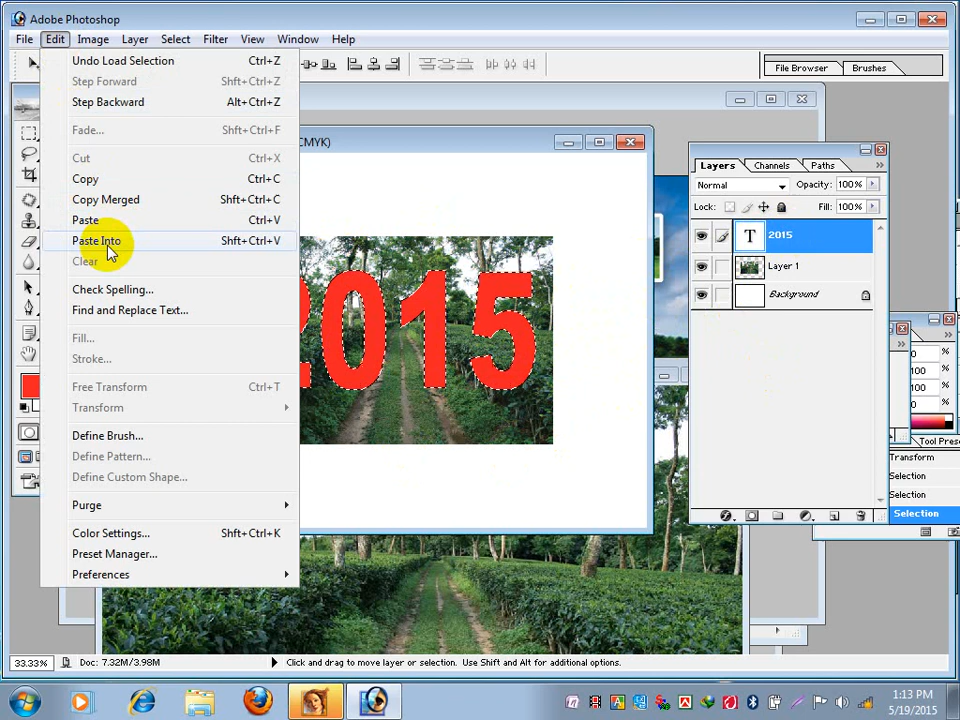 Adobe Photoshop
File Edit Image Layer Select Filter View Window Help
File Browser Brushes
Undo Load Selection Ctrl+Z
Step Forward Shft+Ctrl+Z
Step Backward Alt+Ctrl+Z
Fade... Shft+Ctrl+F
Cut Ctrl+X
Copy Ctrl+C
Copy Merged Shft+Ctrl+C
Paste Ctrl+V
Paste Into Shft+Ctrl+V
Clear
Check Spelling...
Find and Replace Text...
Fill...
Stroke...
Free Transform Ctrl+T
Transform
Define Brush...
Define Pattern...
Define Custom Shape...
Purge
Color Settings... Shft+Ctrl+K
Preset Manager...
Preferences
CMYK)
2015
Layers Channels Paths
Normal Opacity: 100%
Lock: Fill: 100%
T 2015
Layer 1
Background
%
100 %
100 %
0 %
Tool Prese
Transform
Selection
Selection
Selection
33.33% Doc: 7.32M/3.98M Click and drag to move layer or selection. Use Shift and Alt for additional options.
1:13 PM
5/19/2015